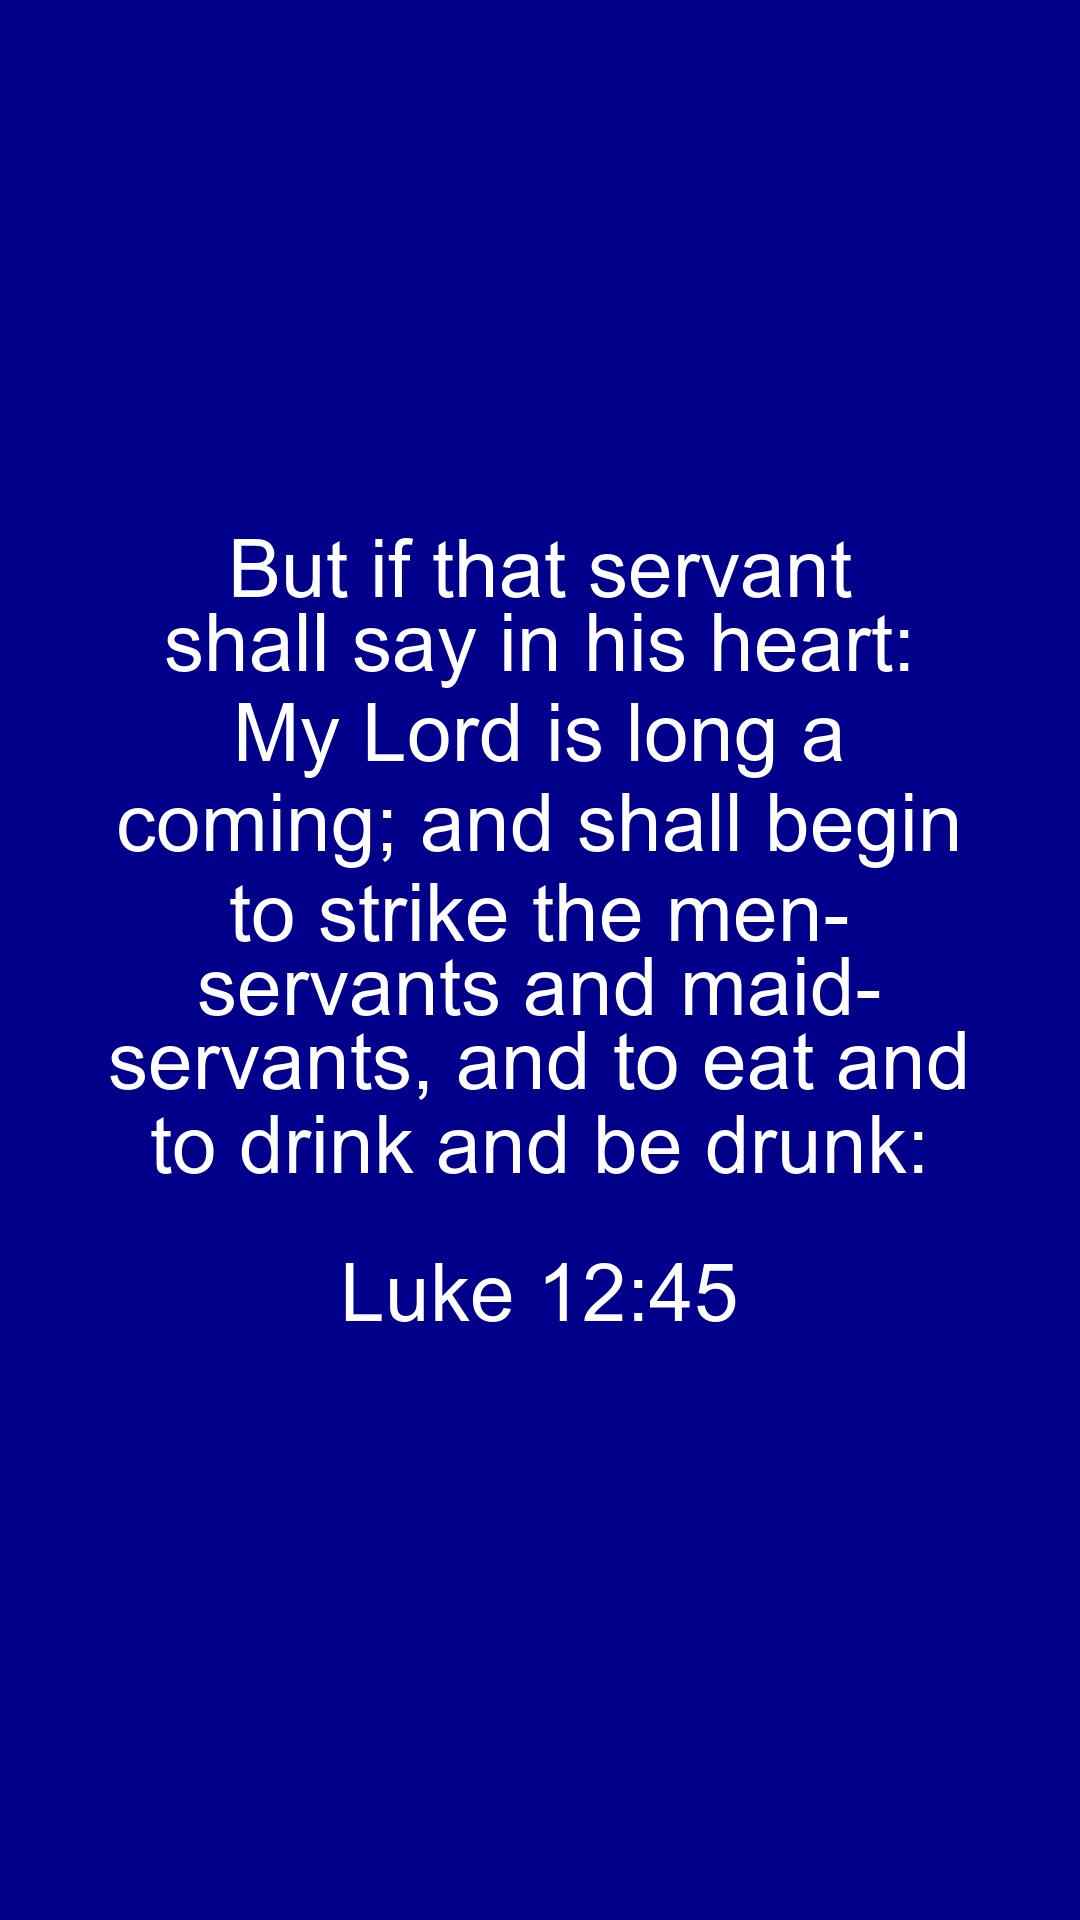 But if that servant
shall say in his heart:
My Lord is long a
coming; and shall begin
to strike the men-
servants and maid-
servants, and to eat and
to drink and be drunk:
Luke 12:45